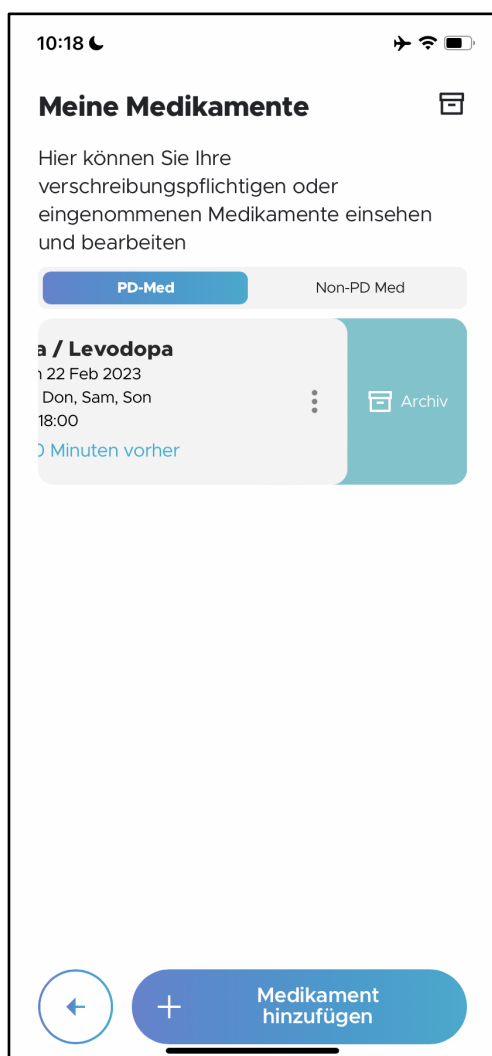 10:18
Meine Medikamente
Hier können Sie Ihre
verschreibungspflichtigen oder
eingenommenen Medikamente einsehen
und bearbeiten
PD-Med Non-PD Med
a / Levodopa
22 Feb 2023
Don, Sam, Son
18:00
Archiv
0 Minuten vorher
Medikament
hinzufügen